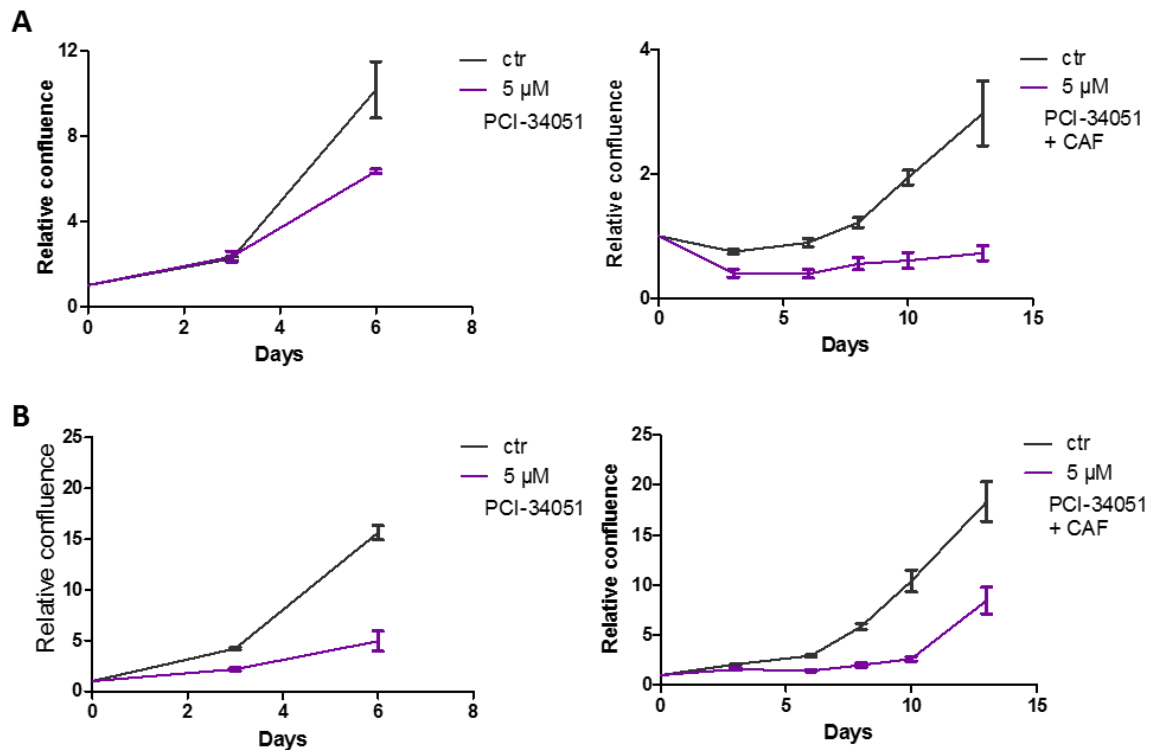 A
Relative confluence
12
8
4
0
0
2
4
6
8
Days
ctr
5 µM
PCI-34051
Relative confluence
4
2
0
0
5
10
15
Days
ctr
5 µM
PCI-34051
+ CAF
B
Relative confluence
25
20
15
10
5
0
0
2
4
6
8
Days
ctr
5 µM
PCI-34051
Relative confluence
25
20
15
10
5
0
0
5
10
15
Days
ctr
5 µM
PCI-34051
+ CAF